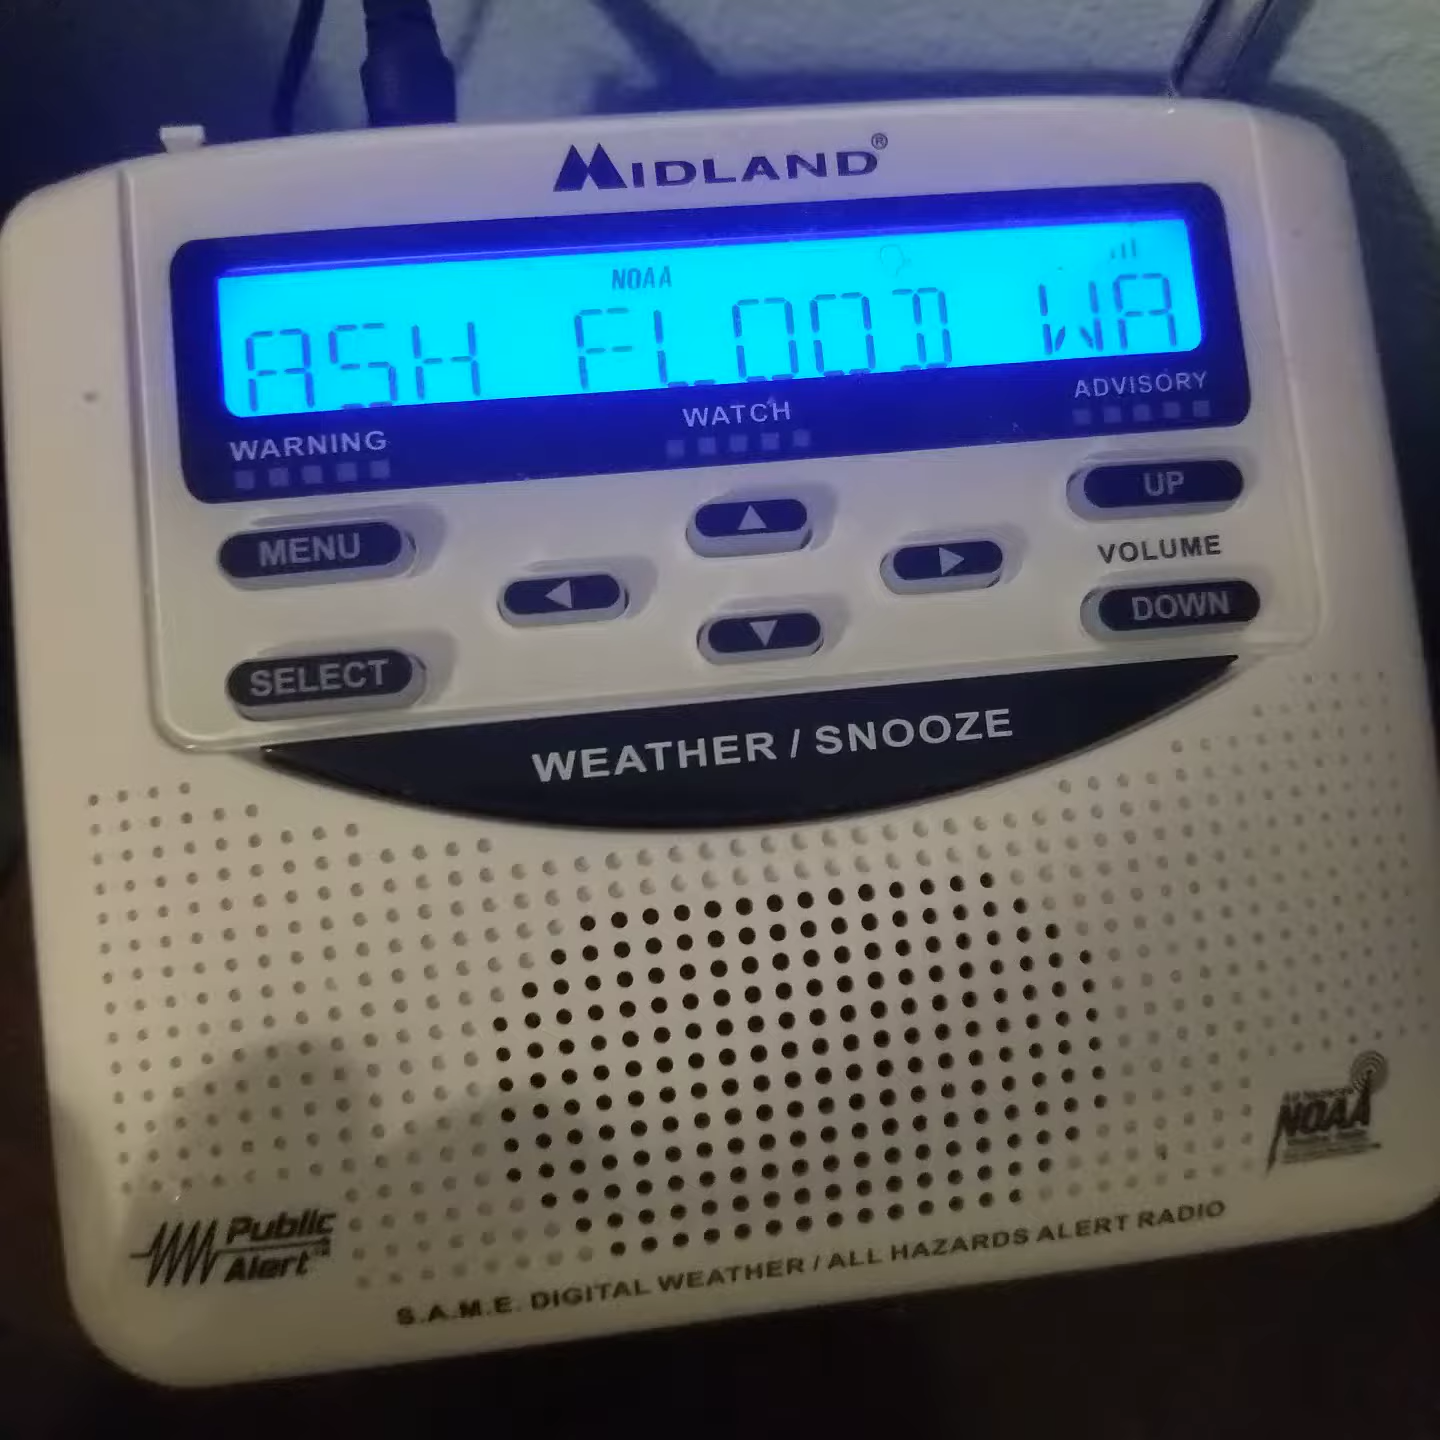 MIDLAND®
NOAA
ASH FLOOD WA
WARNING
WATCH
ADVISORY
MENU
UP
VOLUME
DOWN
SELECT
WEATHER / SNOOZE
NOAA
Public
Alert™
S.A.M.E. DIGITAL WEATHER / ALL HAZARDS ALERT RADIO